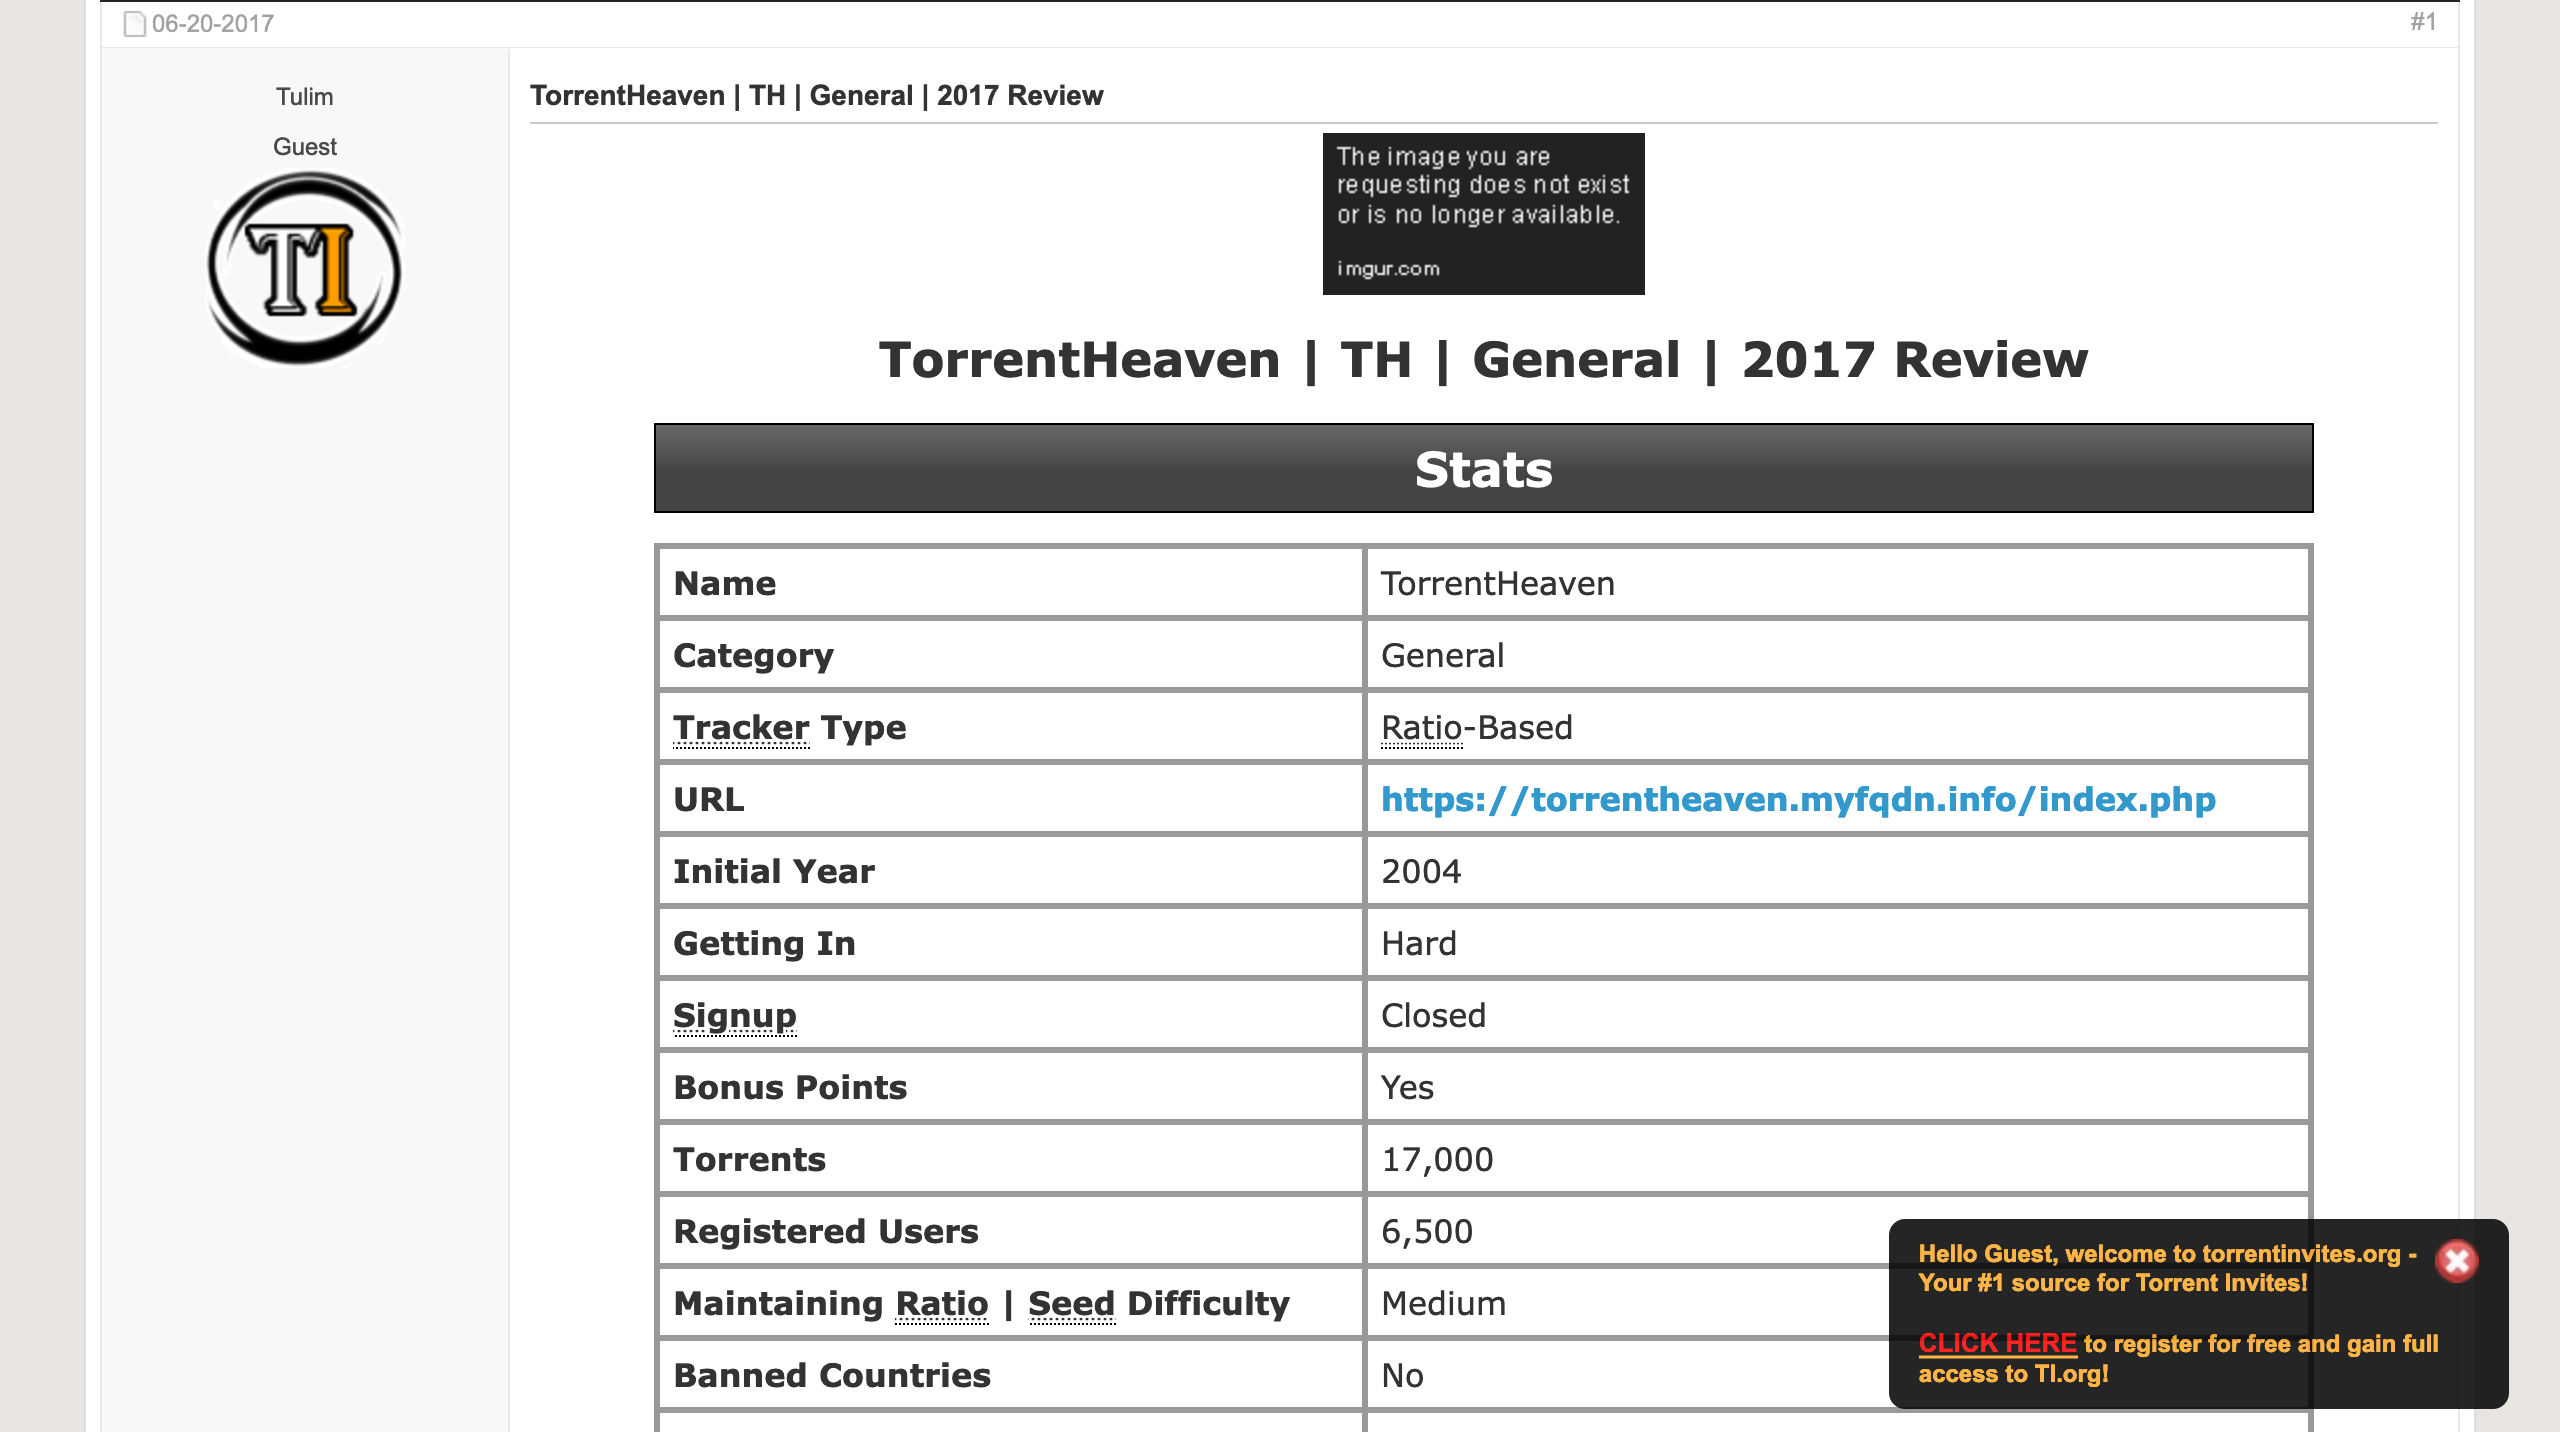 06-20-2017
#1
Tulim
Guest
TI
TorrentHeaven | TH | General | 2017 Review
The image you are
requesting does not exist
or is no longer available.
imgur.com
TorrentHeaven | TH | General | 2017 Review
Stats
Name TorrentHeaven
Category General
Tracker Type Ratio-Based
URL https://torrentheaven.myfqdn.info/index.php
Initial Year 2004
Getting In Hard
Signup Closed
Bonus Points Yes
Torrents 17,000
Registered Users 6,500
Maintaining Ratio | Seed Difficulty Medium
Banned Countries No
Hello Guest, welcome to torrentinvites.org -
Your #1 source for Torrent Invites!
CLICK HERE to register for free and gain full
access to TI.org!